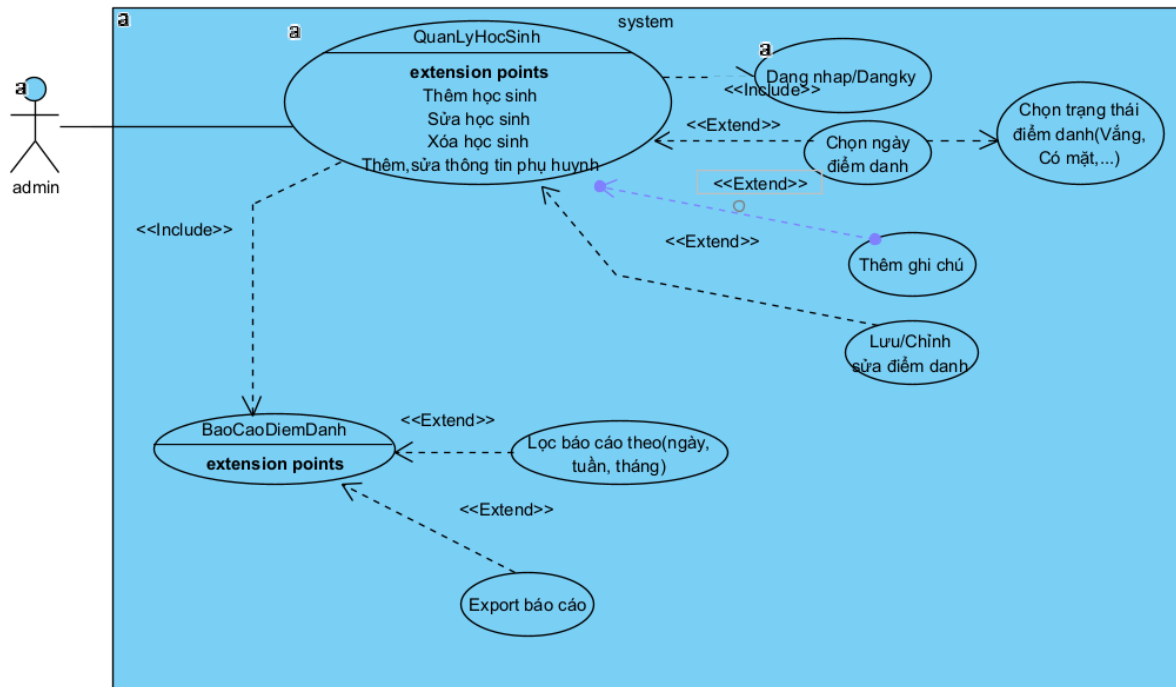 a
system
a
QuanLyHocSinh
extension points
Thêm học sinh
Sửa học sinh
Xóa học sinh
Thêm,sửa thông tin phụ huynh
a
Dang nhap/Dangky
<<Include>>
a
admin
<<Extend>>
Chọn ngày
điểm danh
Chọn trạng thái
điểm danh(Vắng,
Có mặt,...)
<<Extend>>
<<Include>>
<<Extend>>
Thêm ghi chú
Lưu/Chỉnh
sửa điểm danh
BaoCaoDiemDanh
extension points
<<Extend>>
Lọc báo cáo theo(ngày,
tuần, tháng)
<<Extend>>
Export báo cáo